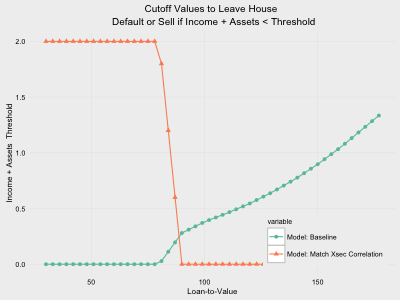 Cutoff Values to Leave House
Default or Sell if Income + Assets < Threshold
Income + Assets Threshold
2.0
1.5
1.0
0.5
0.0
variable
Model: Baseline
Model: Match Xsec Correlation
50
100
150
Loan-to-Value